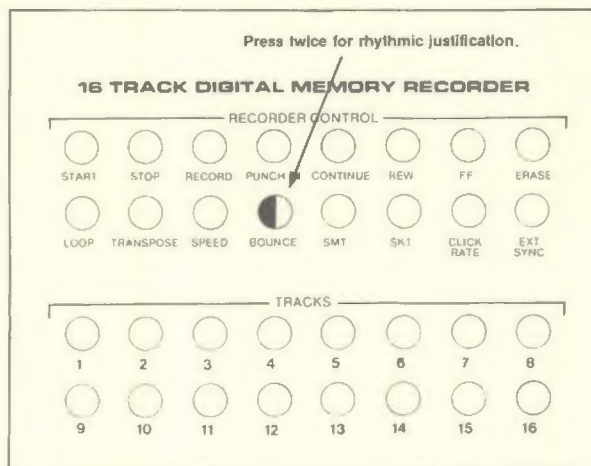 Press twice for rhythmic justification.
16 TRACK DIGITAL MEMORY RECORDER
RECORDER CONTROL
START STOP RECORD PUNCH IN CONTINUE REW FF ERASE
LOOP TRANSPOSE SPEED BOUNCE SMT SKT CLICK RATE EXT SYNC
TRACKS
1 2 3 4 5 6 7 8
9 10 11 12 13 14 15 16